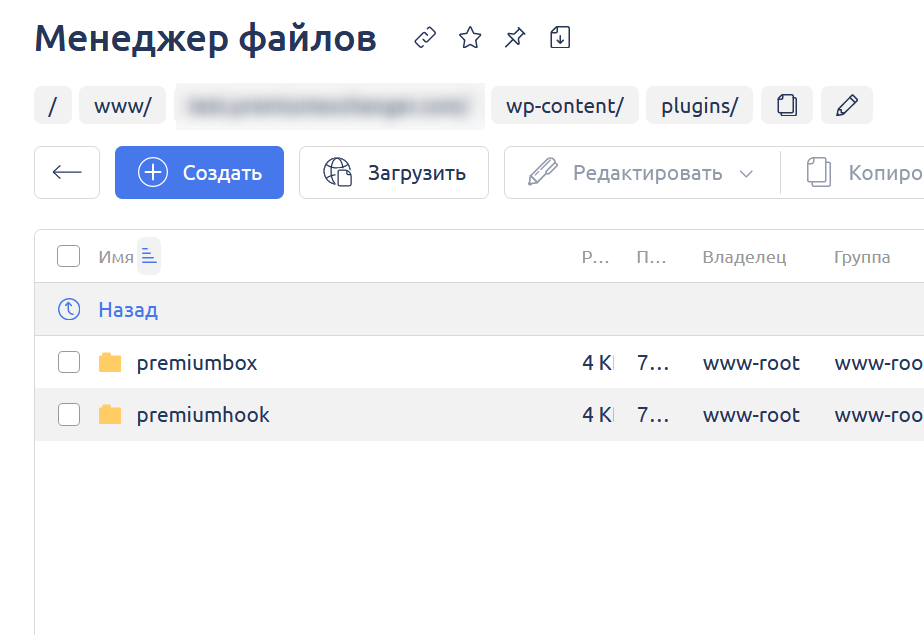 Менеджер файлов
/ www/ wp-content/ plugins/
Создать Загрузить Редактировать Копиро
Имя Р... П... Владелец Группа
Назад
premiumbox 4 К 7... www-root www-roo
premiumhook 4 К 7... www-root www-roo